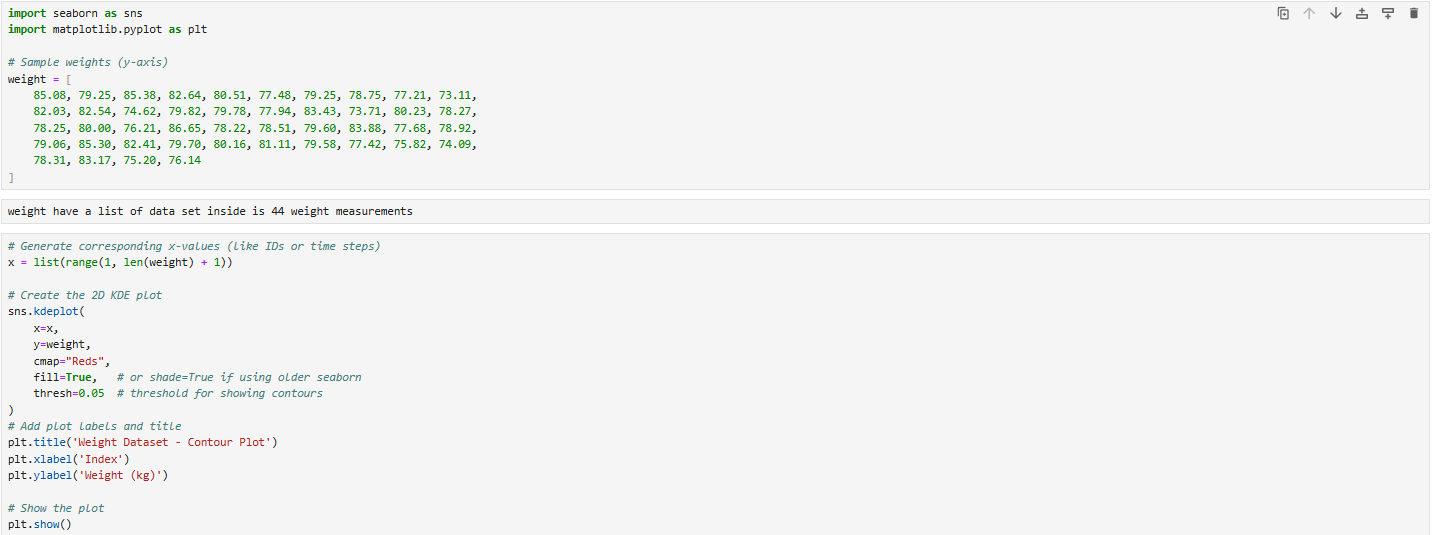 import seaborn as sns
import matplotlib.pyplot as plt
# Sample weights (y-axis)
weight = [
85.08, 79.25, 85.38, 82.64, 80.51, 77.48, 79.25, 78.75, 77.21, 73.11,
82.03, 82.54, 74.62, 79.82, 79.78, 77.94, 83.43, 73.71, 80.23, 78.27,
78.25, 80.00, 76.21, 86.65, 78.22, 78.51, 79.60, 83.88, 77.68, 78.92,
79.06, 85.30, 82.41, 79.70, 80.16, 81.11, 79.58, 77.42, 75.82, 74.09,
78.31, 83.17, 75.20, 76.14
]
weight have a list of data set inside is 44 weight measurements
# Generate corresponding x-values (like IDs or time steps)
x = list(range(1, len(weight) + 1))
# Create the 2D KDE plot
sns.kdeplot(
x=x,
y=weight,
cmap="Reds",
fill=True,   # or shade=True if using older seaborn
thresh=0.05  # threshold for showing contours
)
# Add plot labels and title
plt.title('Weight Dataset - Contour Plot')
plt.xlabel('Index')
plt.ylabel('Weight (kg)')
# Show the plot
plt.show()